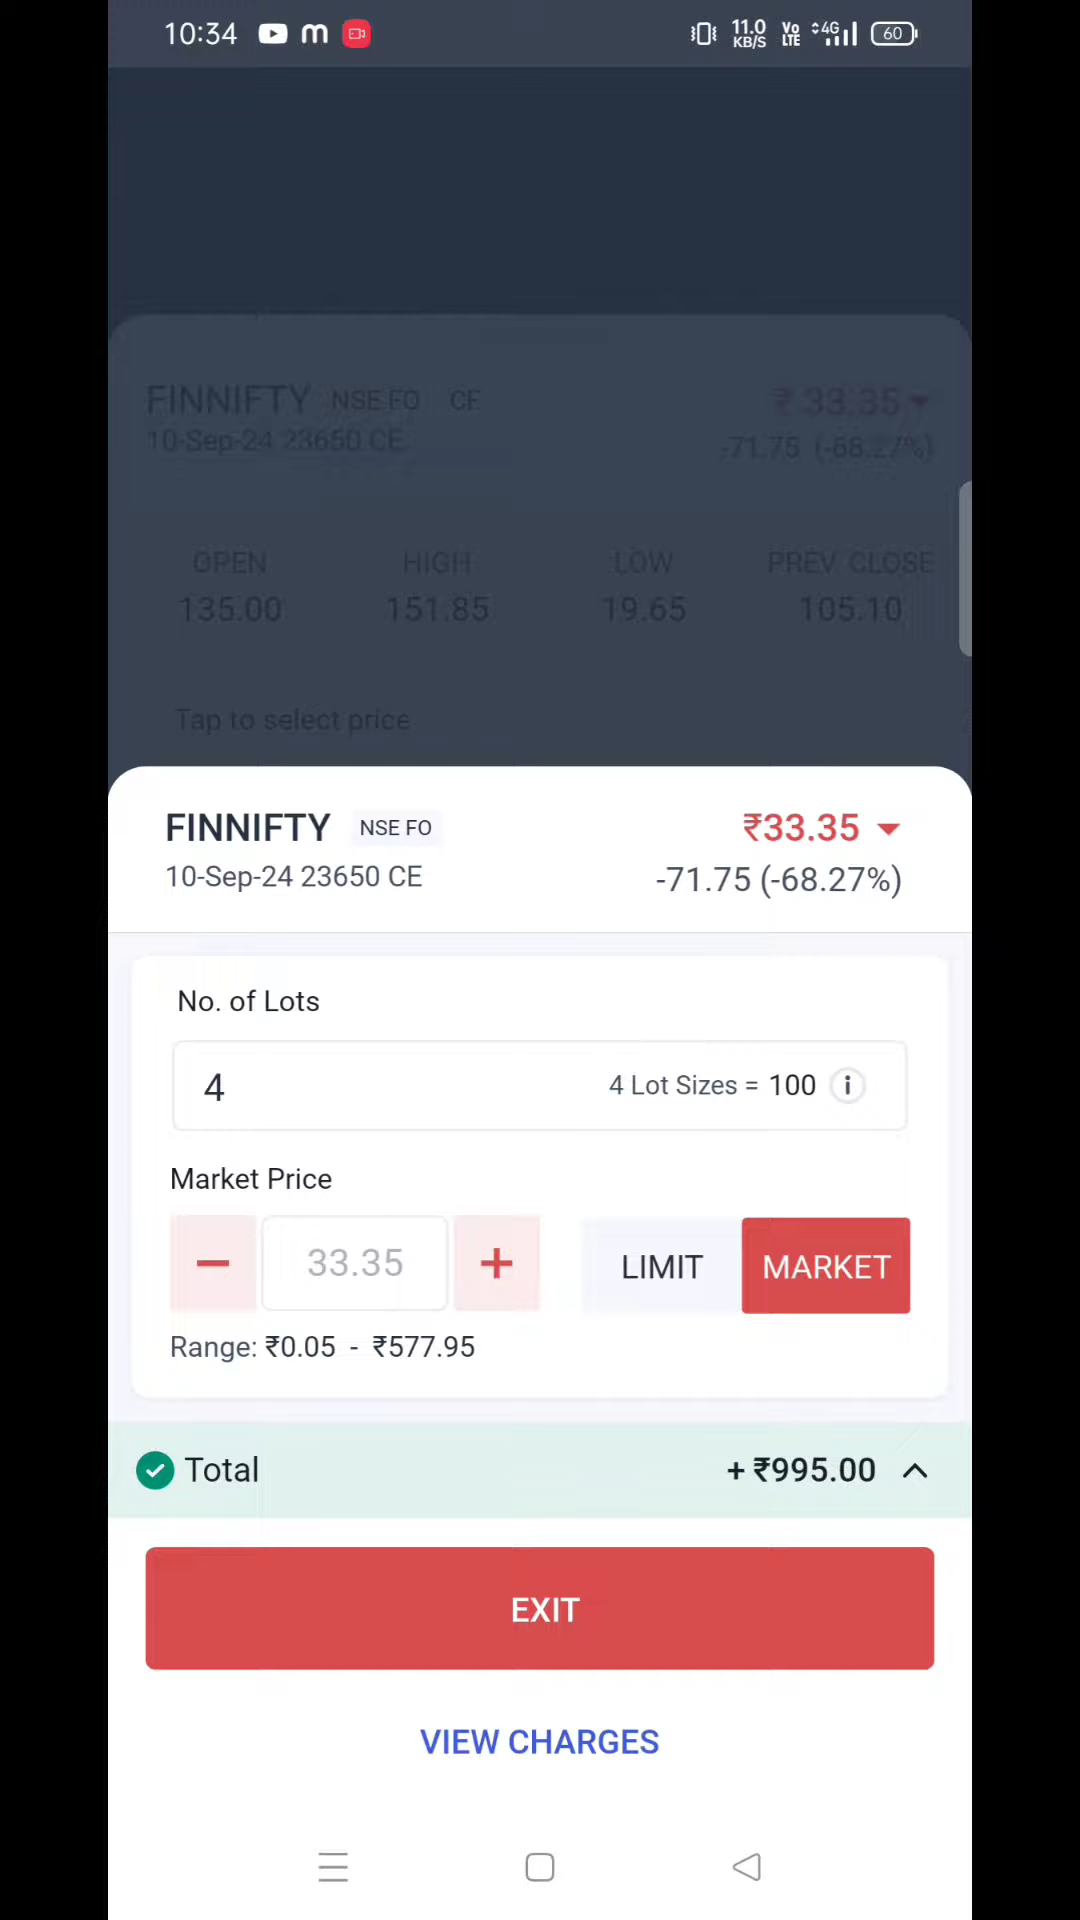 10:34 m 11.0 KB/S Vo LTE 4G 60
FINNIFTY NSE FO CE ₹ 33.35
10-Sep-24 23650 CE -71.75 (-68.27%)
OPEN HIGH LOW PREV. CLOSE
135.00 151.85 19.65 105.10
Tap to select price
FINNIFTY NSE FO ₹33.35
10-Sep-24 23650 CE -71.75 (-68.27%)
No. of Lots
4 4 Lot Sizes = 100 i
Market Price
33.35 LIMIT MARKET
Range: ₹0.05 - ₹577.95
Total + ₹995.00
EXIT
VIEW CHARGES